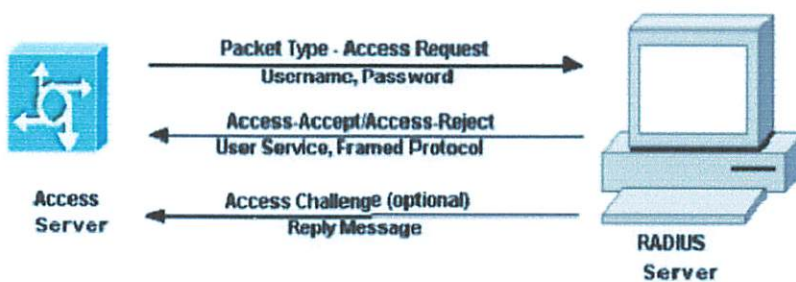 Packet Type - Access Request
Username, Password
Access-Accept/Access-Reject
User Service, Framed Protocol
Access Challenge (optional)
Reply Message
Access
Server
RADIUS
Server